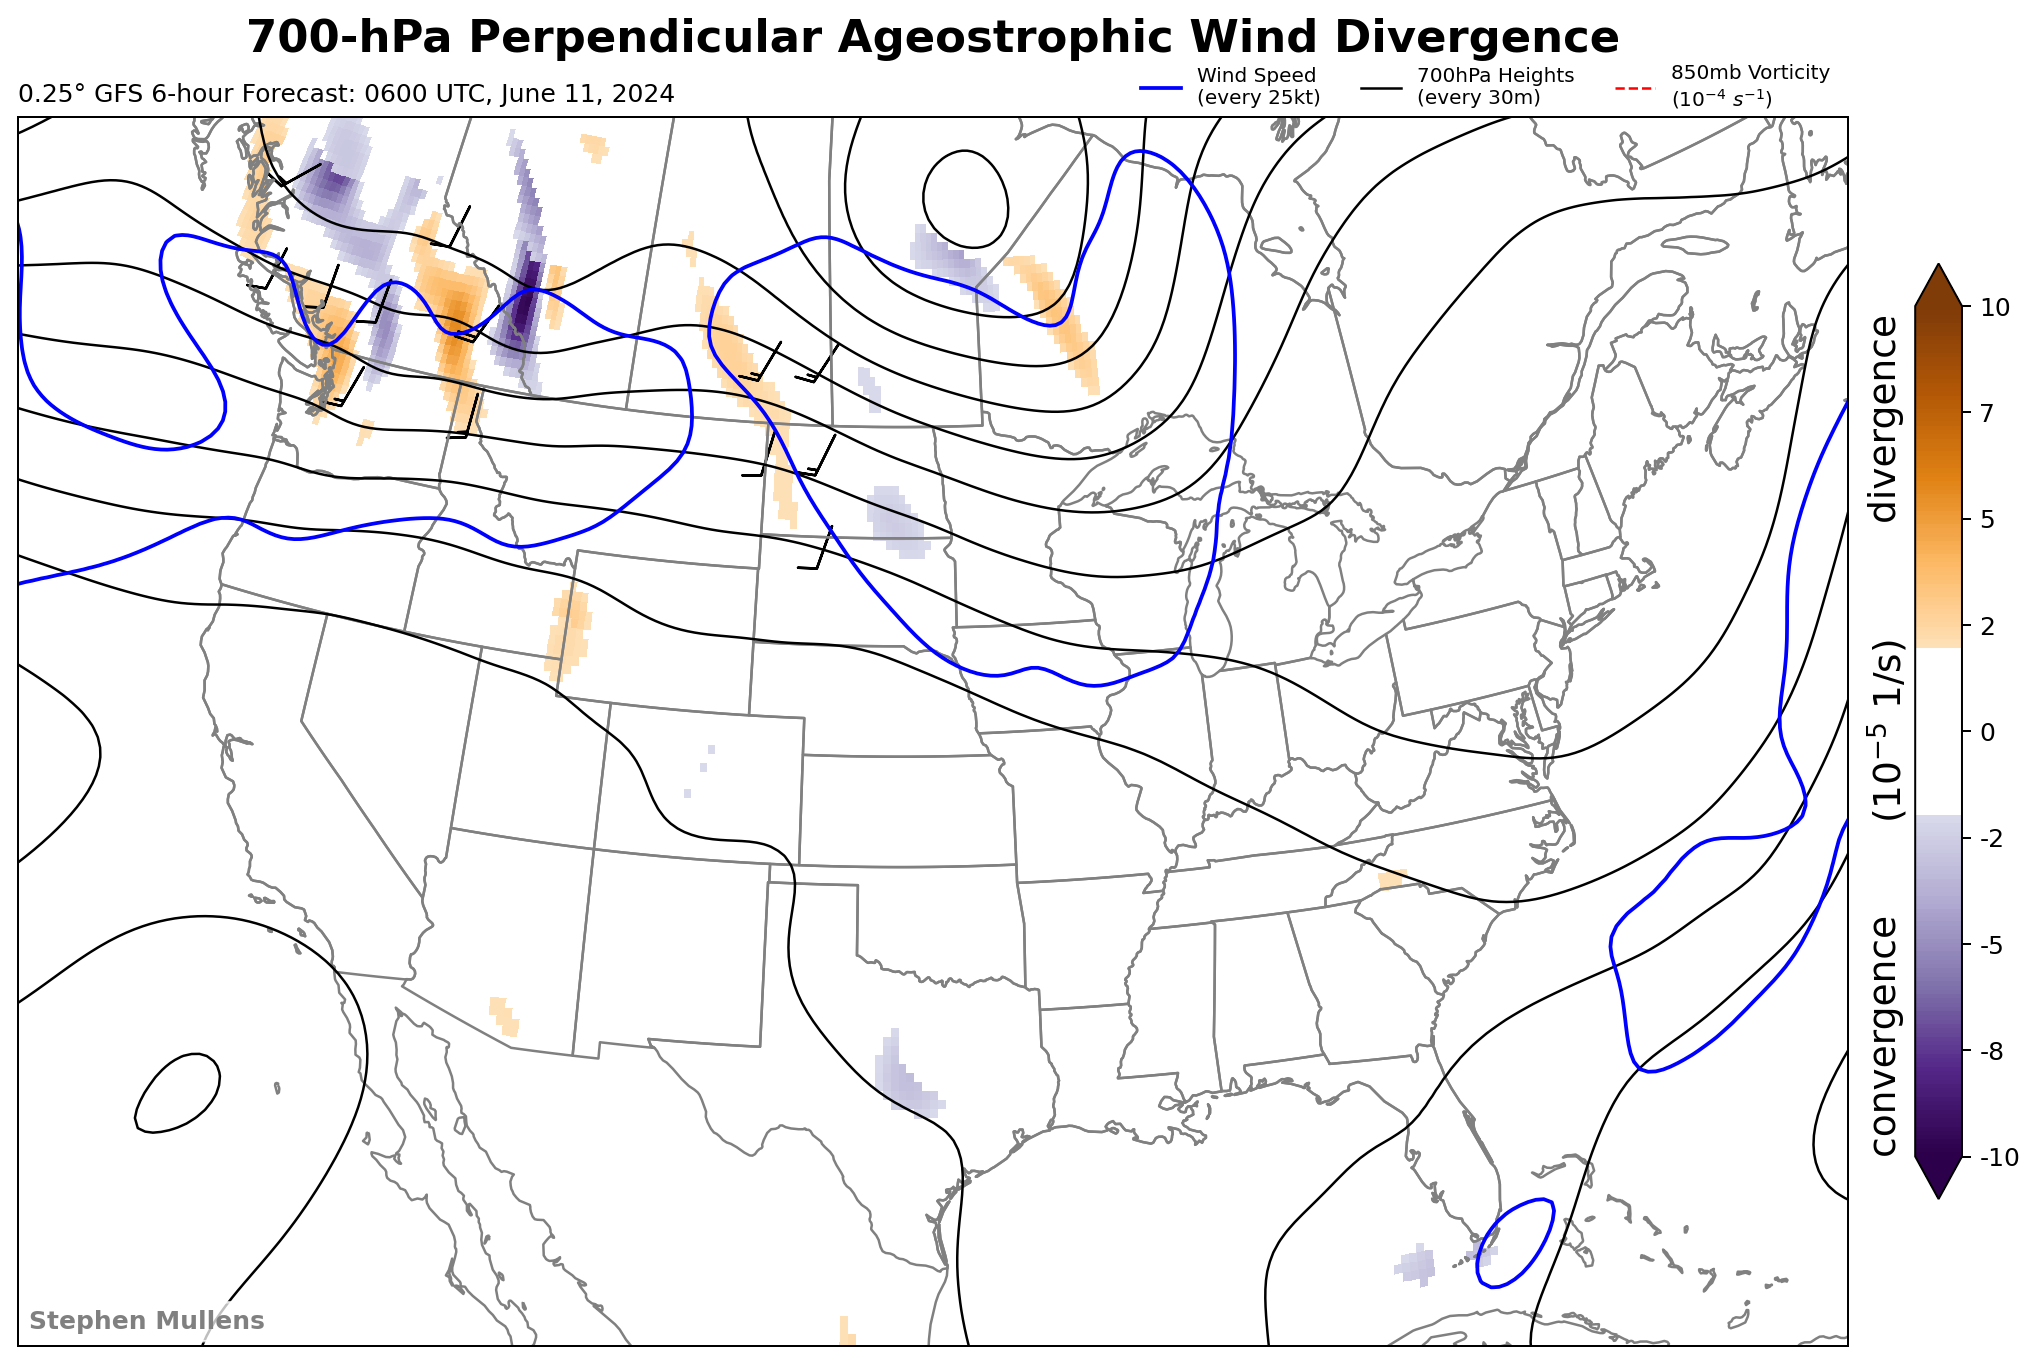 700-hPa Perpendicular Ageostrophic Wind Divergence
0.25° GFS 6-hour Forecast: 0600 UTC, June 11, 2024
Wind Speed
(every 25kt)
700hPa Heights
(every 30m)
850mb Vorticity
(10⁻⁴ s⁻¹)
10
7
5
2
0
-2
-5
-8
-10
convergence (10⁻⁵ 1/s) divergence
Stephen Mullens